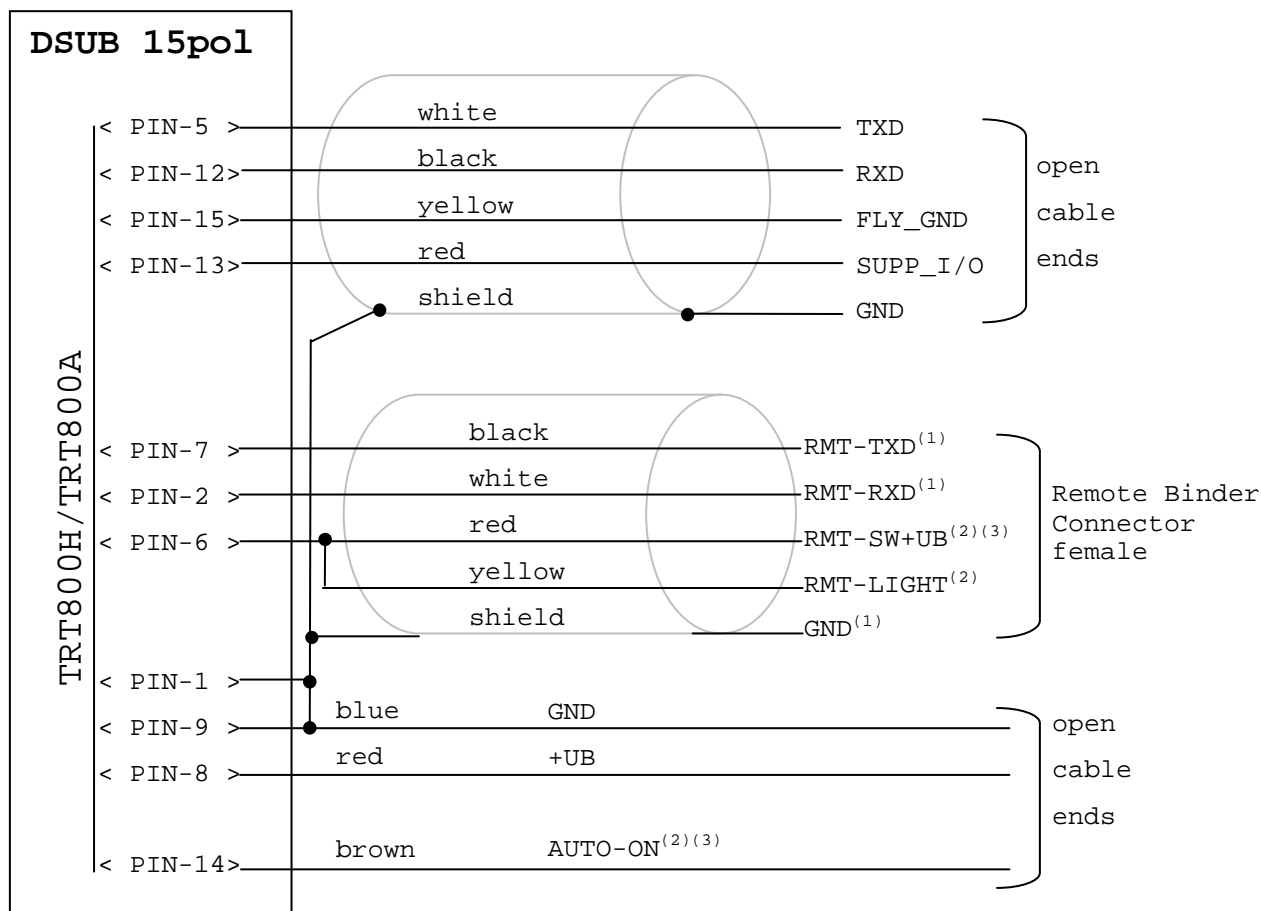 DSUB 15pol
TRT800H/TRT800A
< PIN-5 > white TXD
< PIN-12> black RXD
< PIN-15> yellow FLY_GND
< PIN-13> red SUPP_I/O
shield GND
open
cable
ends
< PIN-7 > black RMT-TXD(1)
< PIN-2 > white RMT-RXD(1)
< PIN-6 > red RMT-SW+UB(2)(3)
yellow RMT-LIGHT(2)
shield GND(1)
Remote Binder
Connector
female
< PIN-1 >
< PIN-9 > blue GND
< PIN-8 > red +UB
< PIN-14> brown AUTO-ON(2)(3)
open
cable
ends